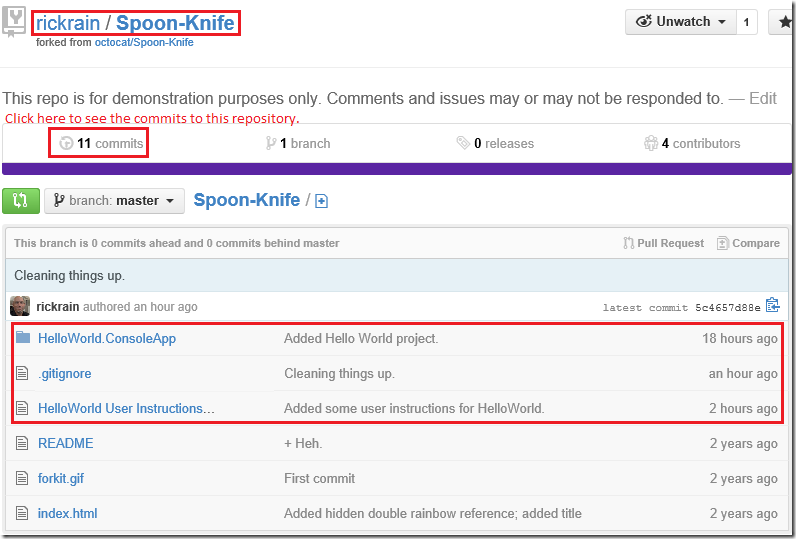 rickrain / Spoon-Knife
forked from octocat/Spoon-Knife
Unwatch 1
This repo is for demonstration purposes only. Comments and issues may or may not be responded to. — Edit
Click here to see the commits to this repository.
11 commits 1 branch 0 releases 4 contributors
branch: master Spoon-Knife /
This branch is 0 commits ahead and 0 commits behind master Pull Request Compare
Cleaning things up.
rickrain authored an hour ago latest commit 5c4657d88e
HelloWorld.ConsoleApp Added Hello World project. 18 hours ago
.gitignore Cleaning things up. an hour ago
HelloWorld User Instructions... Added some user instructions for HelloWorld. 2 hours ago
README + Heh. 2 years ago
forkit.gif First commit 2 years ago
index.html Added hidden double rainbow reference; added title 2 years ago